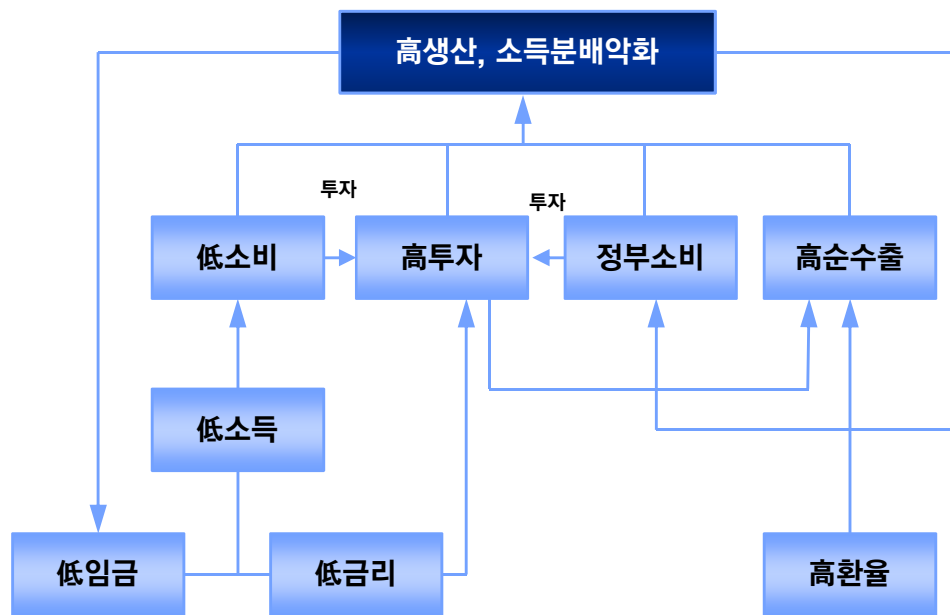 高생산, 소득분배악화
투자
투자
低소비
高투자
정부소비
高순수출
低소득
低임금
低금리
高환율